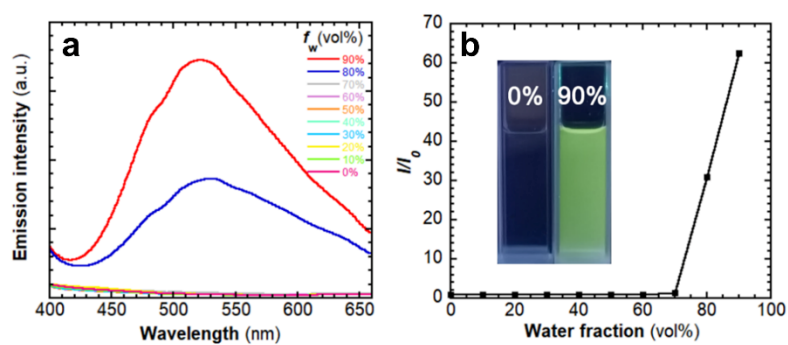 a
fw(vol%)
90%
80%
70%
60%
50%
40%
30%
20%
10%
0%
Emission intensity (a.u.)
400 450 500 550 600 650
Wavelength (nm)
b
70
60
50
40
30
20
10
0
I/I0
0% 90%
0 20 40 60 80 100
Water fraction (vol%)